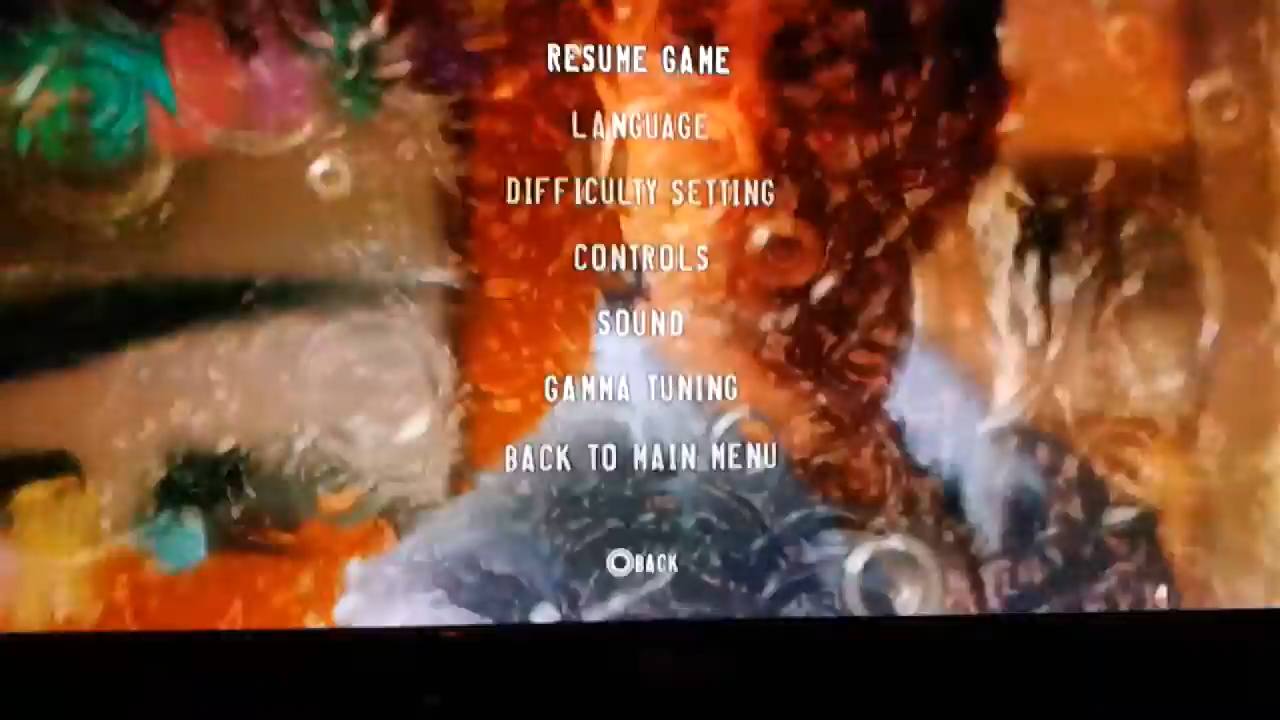 RESUME GAME
LANGUAGE
DIFFICULTY SETTING
CONTROLS
SOUND
GAMMA TUNING
BACK TO MAIN MENU
BACK